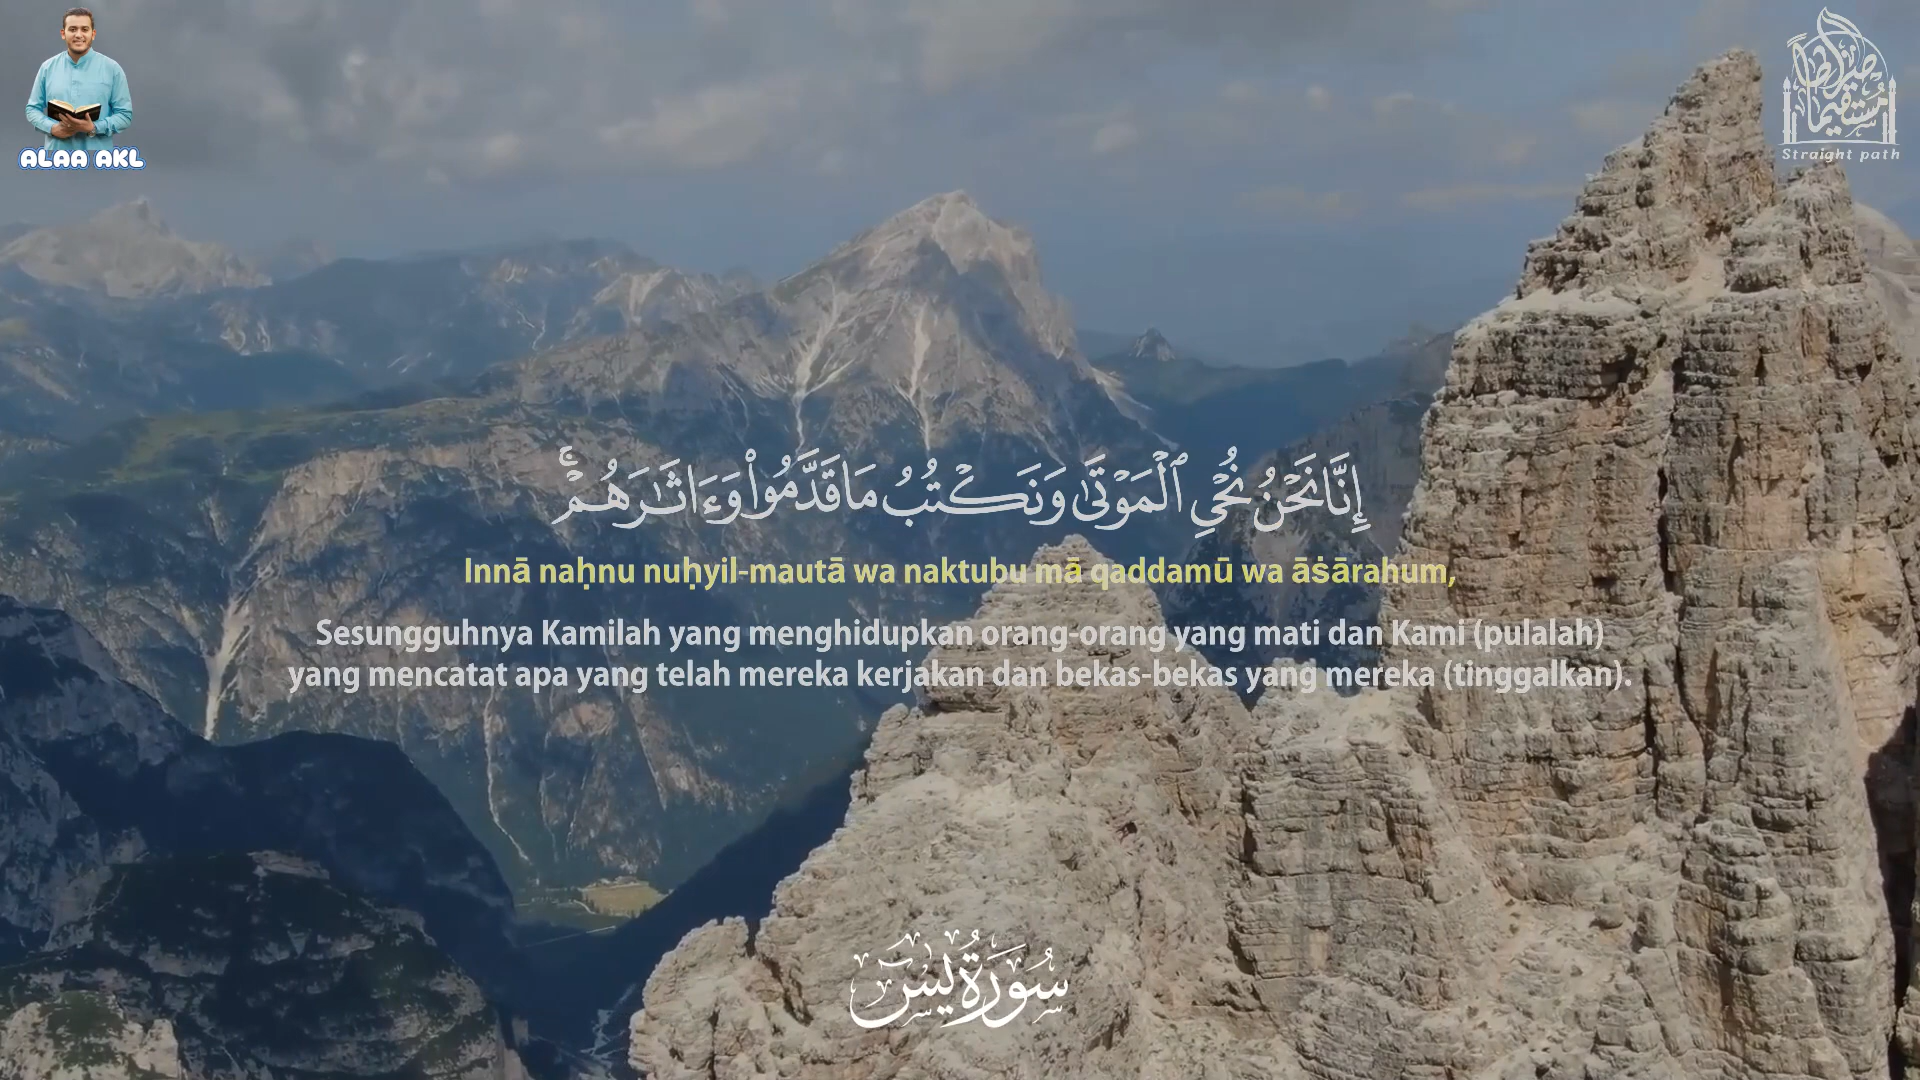 ALAA AKL
صراطا مستقيما
Straight path
إِنَّا نَحْنُ نُحْىِ ٱلْمَوْتَىٰ وَنَكْتُبُ مَا قَدَّمُوا۟ وَءَاثَـٰرَهُمْ ۚ
Innā naḥnu nuḥyil-mautā wa naktubu mā qaddamū wa āṡārahum,
Sesungguhnya Kamilah yang menghidupkan orang-orang yang mati dan Kami (pulalah)
yang mencatat apa yang telah mereka kerjakan dan bekas-bekas yang mereka (tinggalkan).
سُورَةُ يسٓ